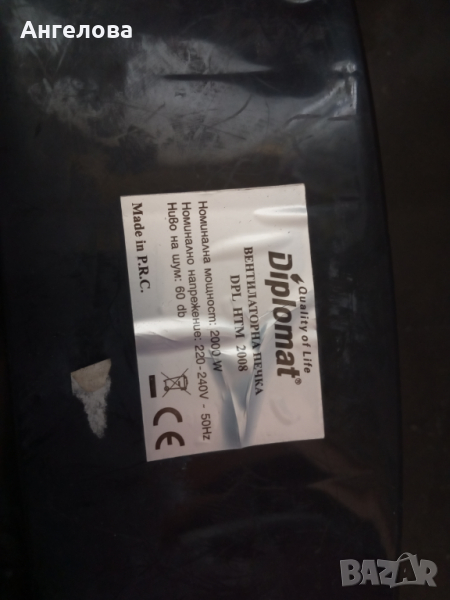 Ангелова
Quality of Life
Diplomat®
ВЕНТИЛАТОРНА ПЕЧКА
DPL HTM 2008
Номинална мощност: 2000 W
Номинално напрежение: 220-240V - 50Hz
Ниво на шум: 60 db
Made in P.R.C.
CE
BAZAR